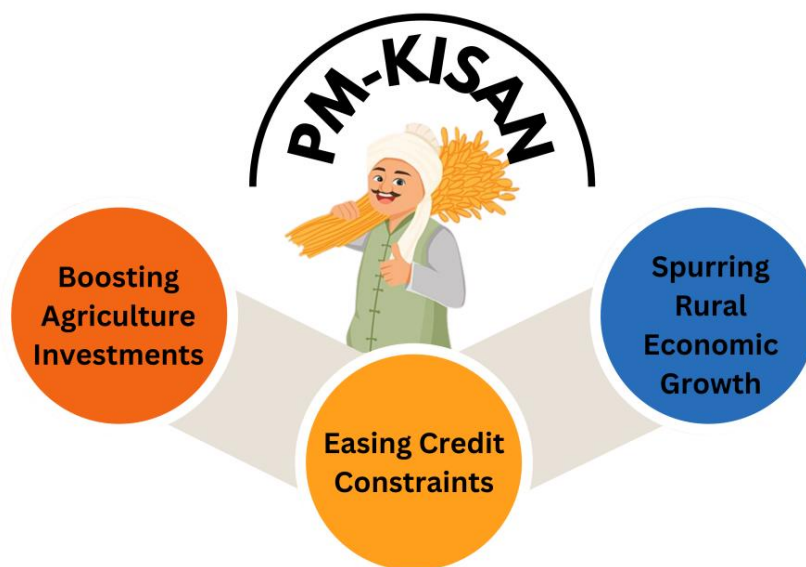 PM-KISAN
Boosting
Agriculture
Investments
Easing Credit
Constraints
Spurring
Rural
Economic
Growth